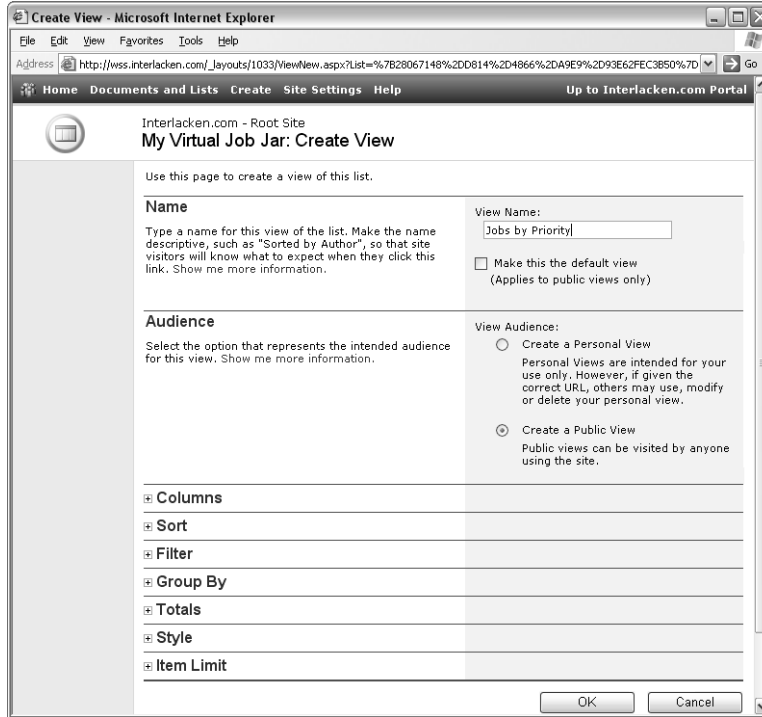 Create View - Microsoft Internet Explorer
File Edit View Favorites Tools Help
Address http://wss.interlacken.com/_layouts/1033/ViewNew.aspx?List=%7B28067148%2DD814%2D4866%2DA9E9%2D93E62FEC3B50%7D Go
Home Documents and Lists Create Site Settings Help Up to Interlacken.com Portal
Interlacken.com - Root Site
My Virtual Job Jar: Create View
Use this page to create a view of this list.
Name
Type a name for this view of the list. Make the name
descriptive, such as "Sorted by Author", so that site
visitors will know what to expect when they click this
link. Show me more information.
View Name:
Jobs by Priority
Make this the default view
(Applies to public views only)
Audience
Select the option that represents the intended audience
for this view. Show me more information.
View Audience:
Create a Personal View
Personal Views are intended for your
use only. However, if given the
correct URL, others may use, modify
or delete your personal view.
Create a Public View
Public views can be visited by anyone
using the site.
Columns
Sort
Filter
Group By
Totals
Style
Item Limit
OK Cancel